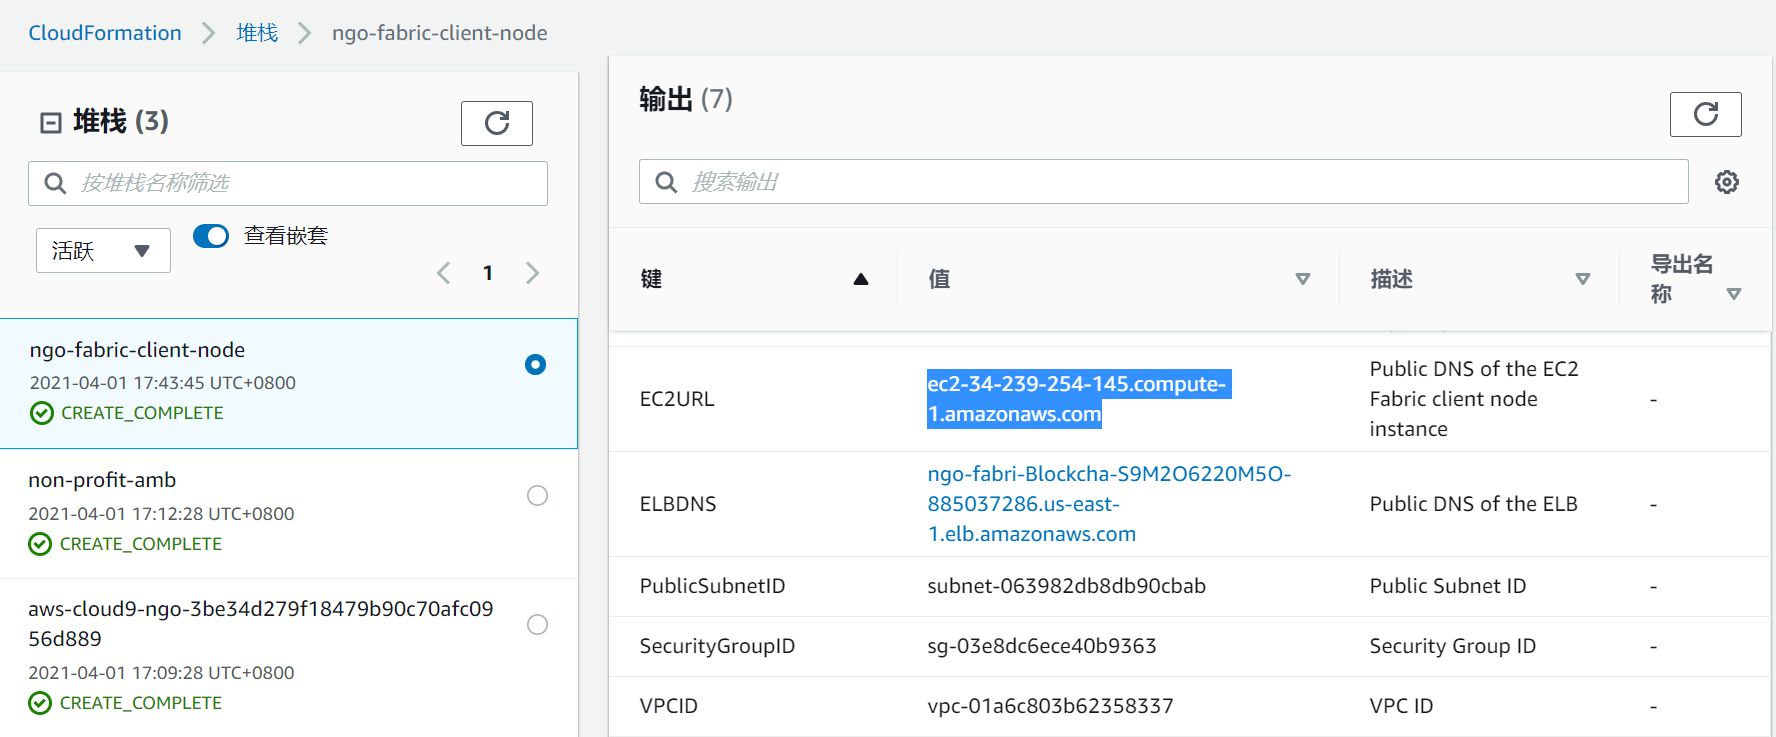 CloudFormation 堆栈 ngo-fabric-client-node
堆栈 (3)
按堆栈名称筛选
活跃
查看嵌套
1
ngo-fabric-client-node
2021-04-01 17:43:45 UTC+0800
CREATE_COMPLETE
non-profit-amb
2021-04-01 17:12:28 UTC+0800
CREATE_COMPLETE
aws-cloud9-ngo-3be34d279f18479b90c70afc09
56d889
2021-04-01 17:09:28 UTC+0800
CREATE_COMPLETE
输出 (7)
搜索输出
键 值 描述 导出名
称
EC2URL
ec2-34-239-254-145.compute-
1.amazonaws.com
Public DNS of the EC2
Fabric client node
instance
-
ELBDNS
ngo-fabri-Blockcha-S9M2O6220M5O-
885037286.us-east-
1.elb.amazonaws.com
Public DNS of the ELB
-
PublicSubnetID subnet-063982db8db90cbab Public Subnet ID -
SecurityGroupID sg-03e8dc6ece40b9363 Security Group ID -
VPCID vpc-01a6c803b62358337 VPC ID -